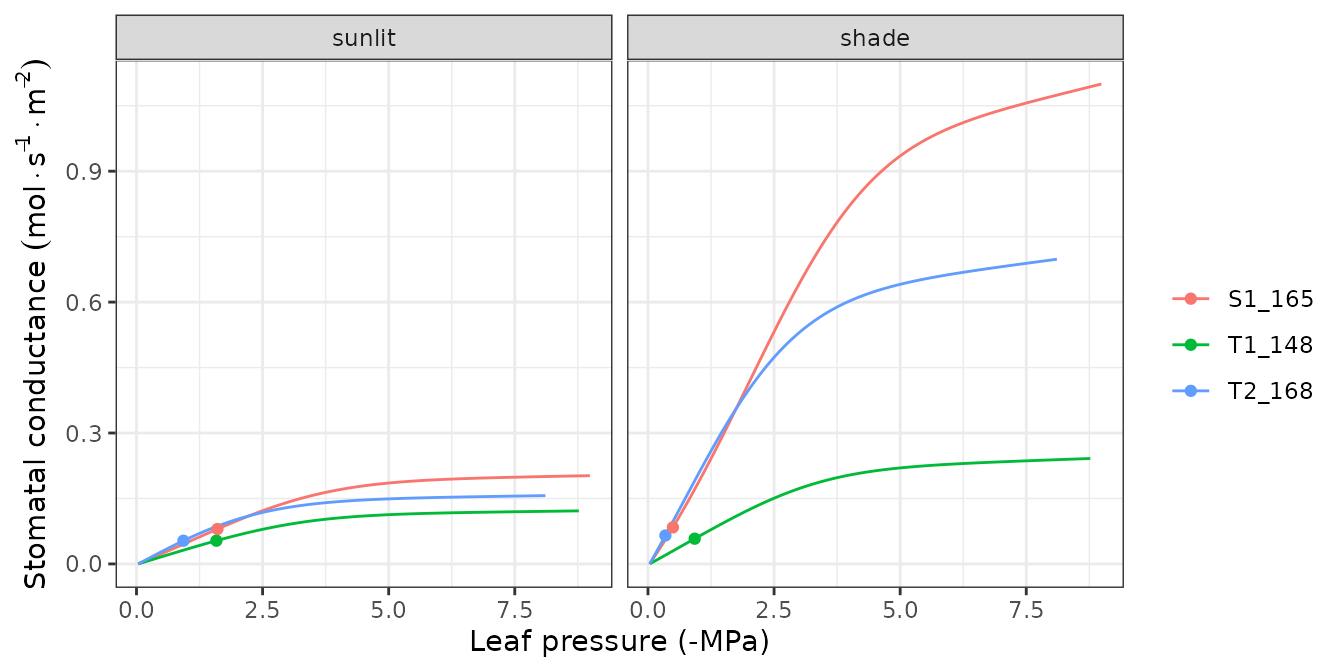 sunlit
shade
Stomatal conductance (mol·s⁻¹·m⁻²)
0.9
0.6
0.3
0.0
0.0 2.5 5.0 7.5
0.0 2.5 5.0 7.5
Leaf pressure (-MPa)
S1_165
T1_148
T2_168